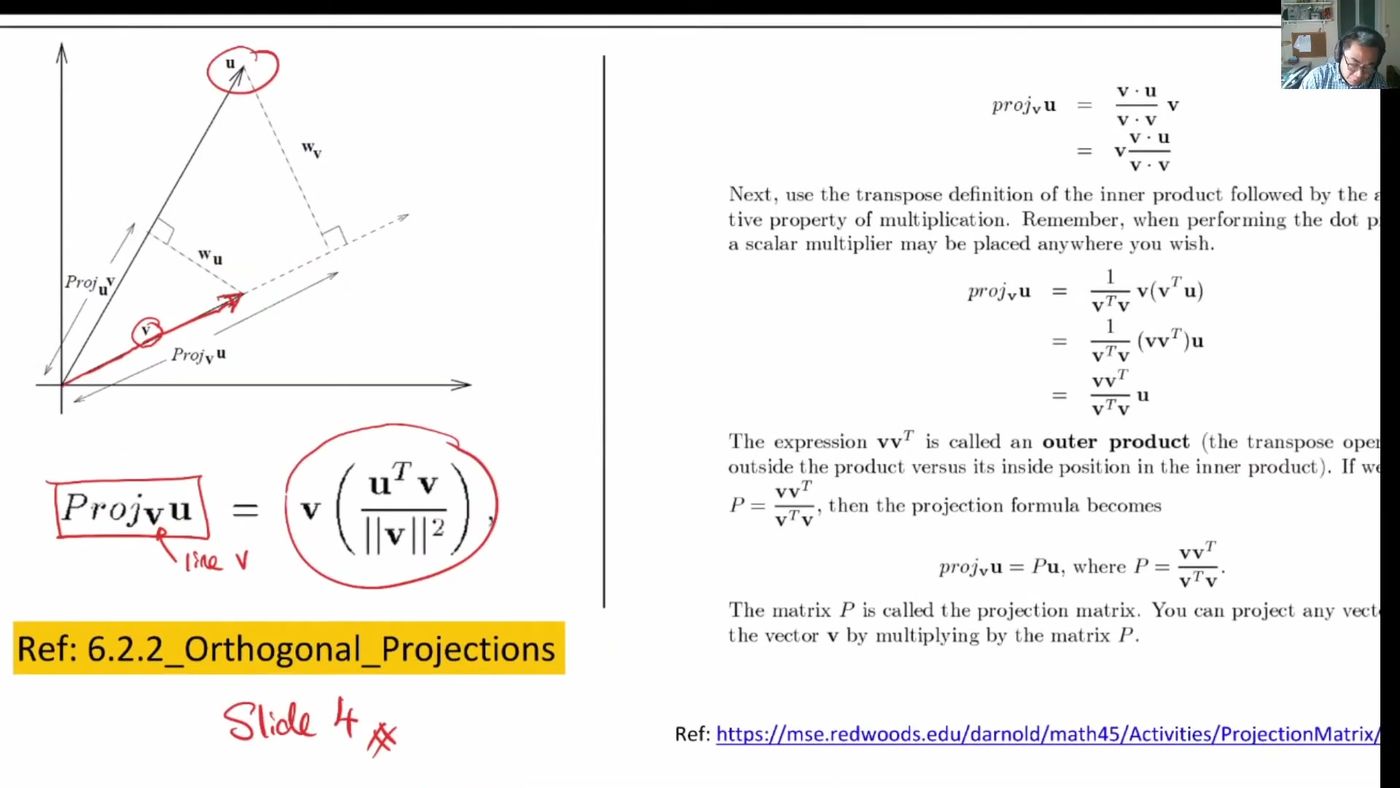 u
w_v
w_u
Proj_u v
v
Proj_v u
Proj_v u = v ( u^T v / ||v||^2 ),
line v
Ref: 6.2.2_Orthogonal_Projections
Slide 4 #
proj_v u = (v · u / v · v) v
= v (v · u / v · v)
Next, use the transpose definition of the inner product followed by the
tive property of multiplication. Remember, when performing the dot
a scalar multiplier may be placed anywhere you wish.
proj_v u = (1 / v^T v) v(v^T u)
= (1 / v^T v) (vv^T)u
= (vv^T / v^T v) u
The expression vv^T is called an outer product (the transpose
outside the product versus its inside position in the inner product). If
P = vv^T / v^T v, then the projection formula becomes
proj_v u = Pu, where P = vv^T / v^T v.
The matrix P is called the projection matrix. You can project any
the vector v by multiplying by the matrix P.
Ref: https://mse.redwoods.edu/darnold/math45/Activities/ProjectionMatrix/